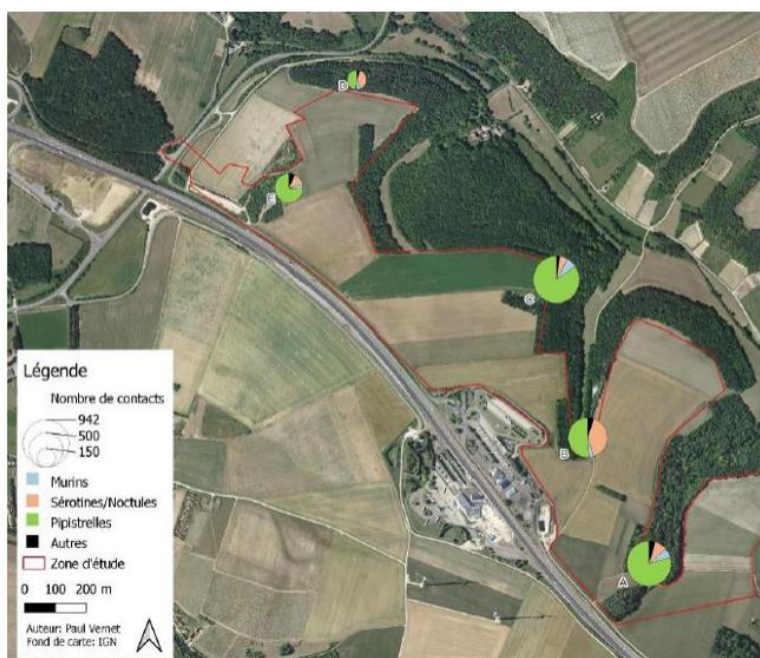 D
E
C
B
A
Légende
Nombre de contacts
942
500
150
Murins
Sérotines/Noctules
Pipistrelles
Autres
Zone d'étude
0 100 200 m
Auteur: Paul Vernet
Fond de carte: IGN